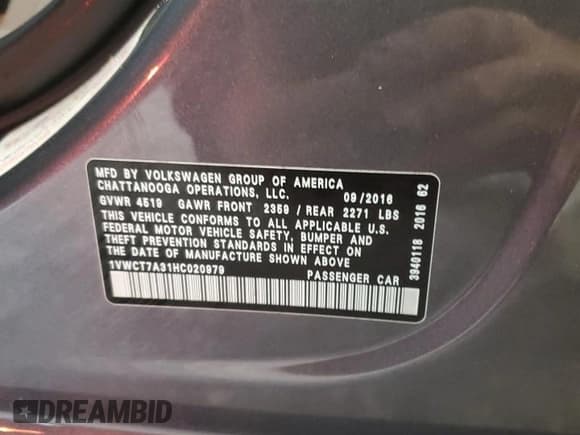 MFD BY VOLKSWAGEN GROUP OF AMERICA
CHATTANOOGA OPERATIONS, LLC. 09/2016
GVWR 4519 GAWR FRONT 2359 / REAR 2271 LBS
THIS VEHICLE CONFORMS TO ALL APPLICABLE U.S.
FEDERAL MOTOR VEHICLE SAFETY, BUMPER AND
THEFT PREVENTION STANDARDS IN EFFECT ON
THE DATE OF MANUFACTURE SHOWN ABOVE
1VWCT7A31HC020979 PASSENGER CAR
3940118 2016 62
DREAMBID